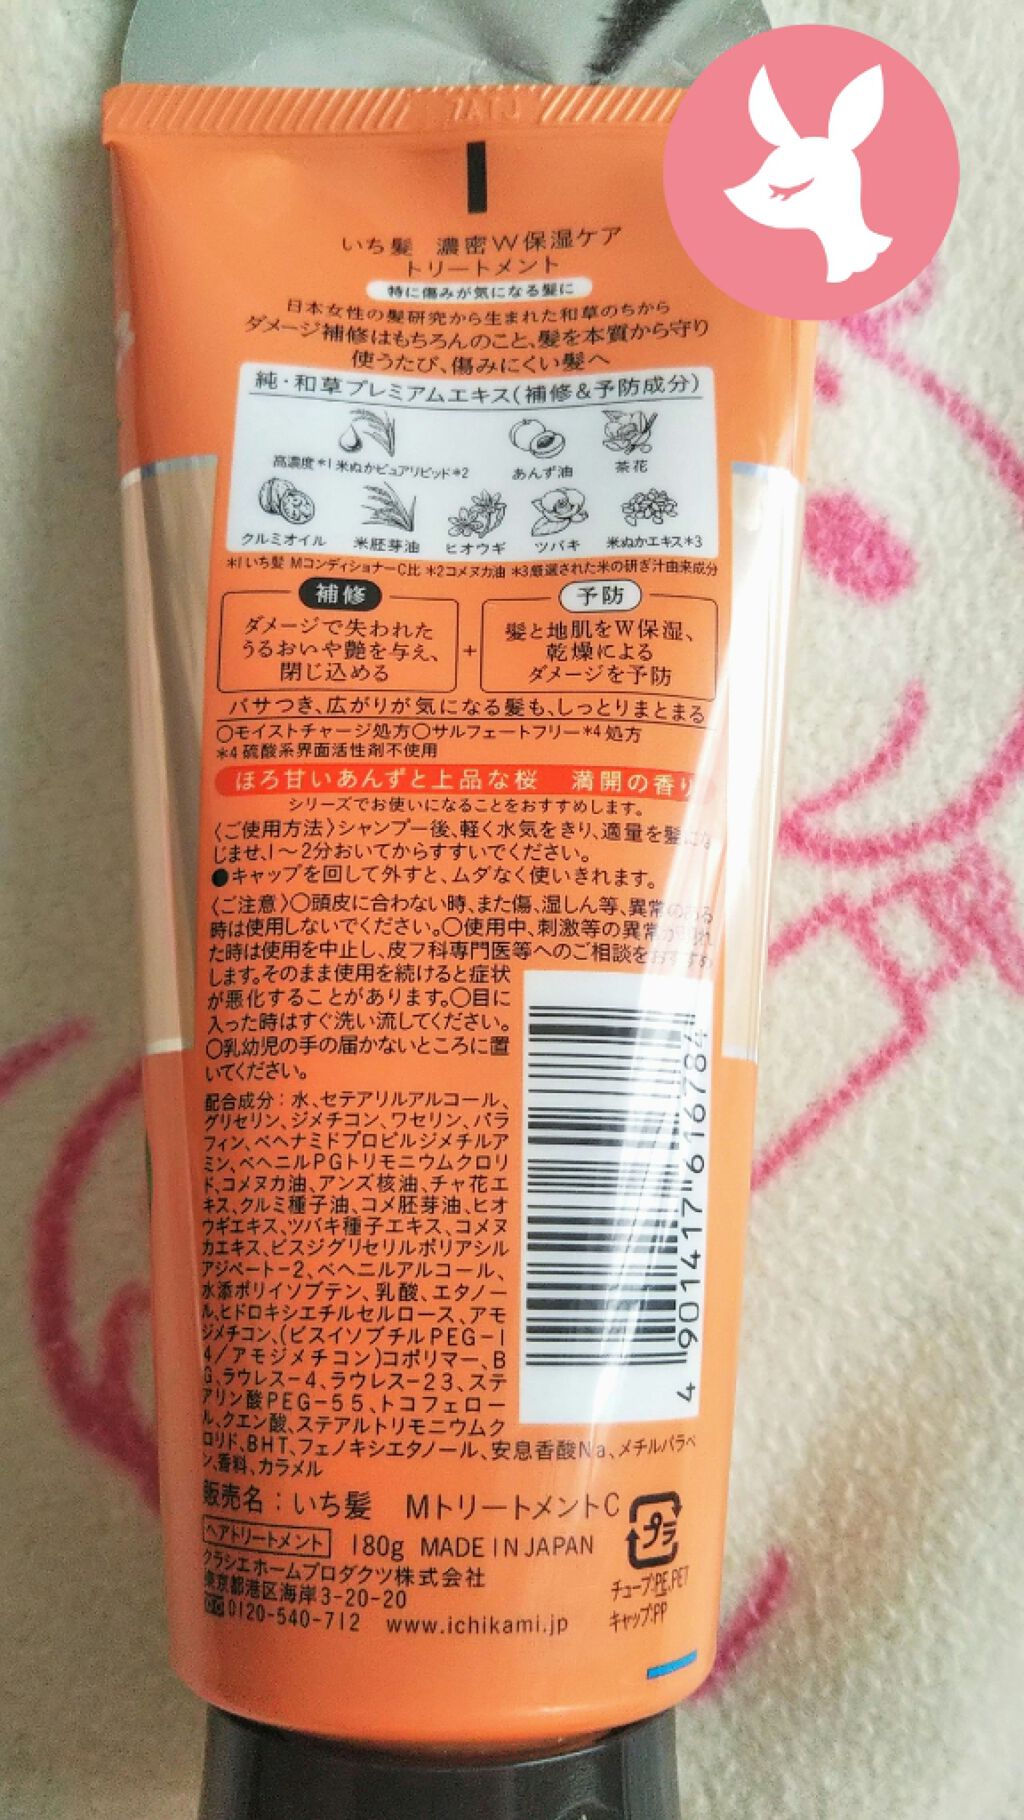 いち髪 濃密W保湿ケア
トリートメント
特に傷みが気になる髪に
日本女性の髪研究から生まれた和草のちから
ダメージ補修はもちろんのこと、髪を本質から守り
使うたび、傷みにくい髪へ
純・和草プレミアムエキス(補修&予防成分)
高濃度*1 米ぬかピュアリピッド*2 あんず油 茶花
クルミオイル 米胚芽油 ヒオウギ ツバキ 米ぬかエキス*3
*1 いち髪 MコンディショナーC比 *2コメヌカ油 *3厳選された米の研ぎ汁由来成分
補修 予防
ダメージで失われた
うるおいや艶を与え、
閉じ込める
+
髪と地肌をW保湿、
乾燥による
ダメージを予防
パサつき、広がりが気になる髪も、しっとりまとまる
○モイストチャージ処方○サルフェートフリー*4処方
*4 硫酸系界面活性剤不使用
ほろ甘いあんずと上品な桜 満開の香り
シリーズでお使いになることをおすすめします。
〈ご使用方法〉シャンプー後、軽く水気をきり、適量を髪にな
じませ、1〜2分おいてからすすいでください。
●キャップを回して外すと、ムダなく使いきれます。
〈ご注意〉○頭皮に合わない時、また傷、湿しん等、異常のある
時は使用しないでください。○使用中、刺激等の異常が現れ
た時は使用を中止し、皮フ科専門医等へのご相談をおすすめ
します。そのまま使用を続けると症状
が悪化することがあります。○目に
入った時はすぐ洗い流してください。
○乳幼児の手の届かないところに置
いてください。
配合成分：水、セテアリルアルコール、
グリセリン、ジメチコン、ワセリン、パラ
フィン、ベヘナミドプロピルジメチルア
ミン、ベヘニルPGトリモニウムクロリ
ド、コメヌカ油、アンズ核油、チャ花エ
キス、クルミ種子油、コメ胚芽油、ヒオ
ウギエキス、ツバキ種子エキス、コメヌ
カエキス、ビスジグリセリルポリアシル
アジペート-2、ベヘニルアルコール、
水添ポリイソブテン、乳酸、エタノー
ル、ヒドロキシエチルセルロース、アモ
ジメチコン、(ビスイソブチルPEG-1
4/アモジメチコン)コポリマー、B
G、ラウレス-4、ラウレス-23、ステ
アリン酸PEG-55、トコフェロー
ル、クエン酸、ステアルトリモニウムク
ロリド、BHT、フェノキシエタノール、安息香酸Na、メチルパラベ
ン、香料、カラメル
4 901417 619784
販売名：いち髪 MトリートメントC
ヘアトリートメント 180g MADE IN JAPAN
クラシエホームプロダクツ株式会社
東京都港区海岸3-20-20
0120-540-712 www.ichikami.jp
プラ
チューブ:PE,PET
キャップ:PP